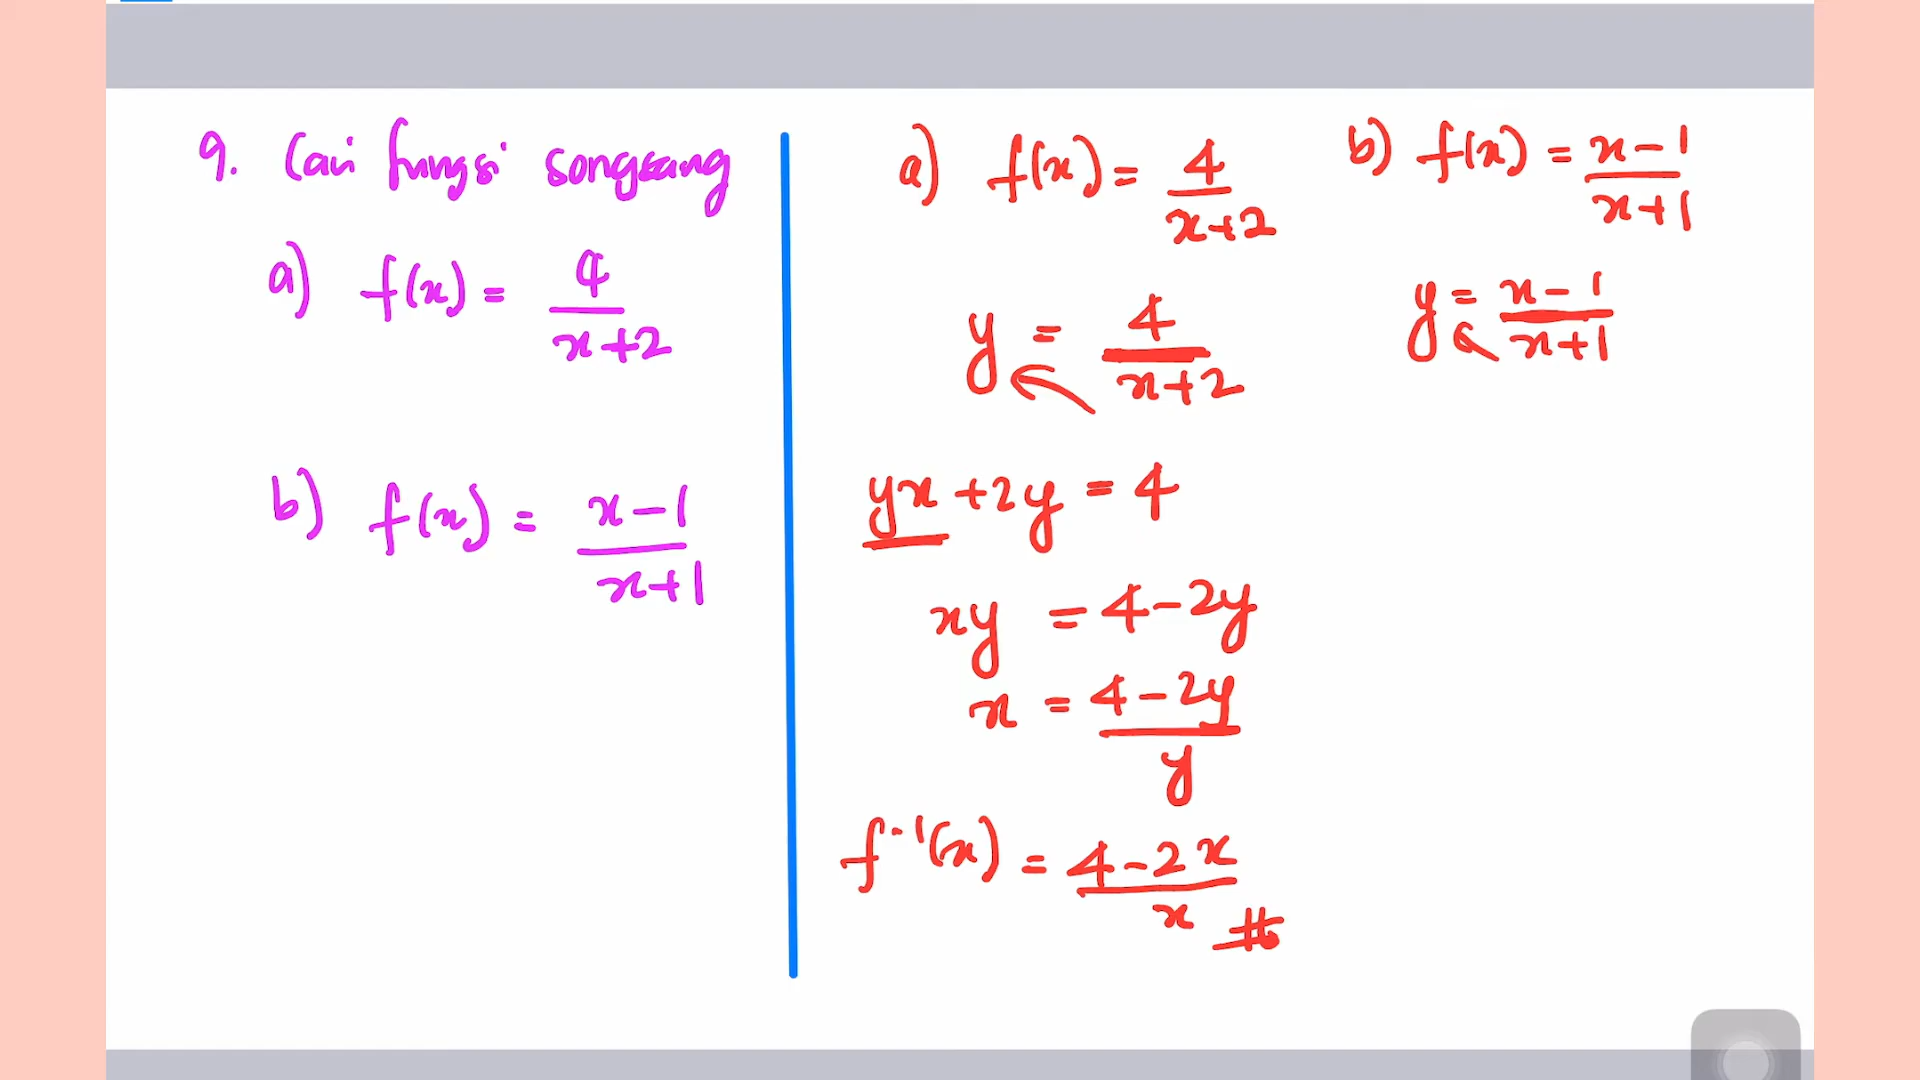 9. Cari fungsi songsang
a) f(x) = 4/(x+2)
b) f(x) = (x-1)/(x+1)
a) f(x) = 4/(x+2)
y = 4/(x+2)
yx + 2y = 4
xy = 4 - 2y
x = (4-2y)/y
f⁻¹(x) = (4-2x)/x #
b) f(x) = (x-1)/(x+1)
y = (x-1)/(x+1)